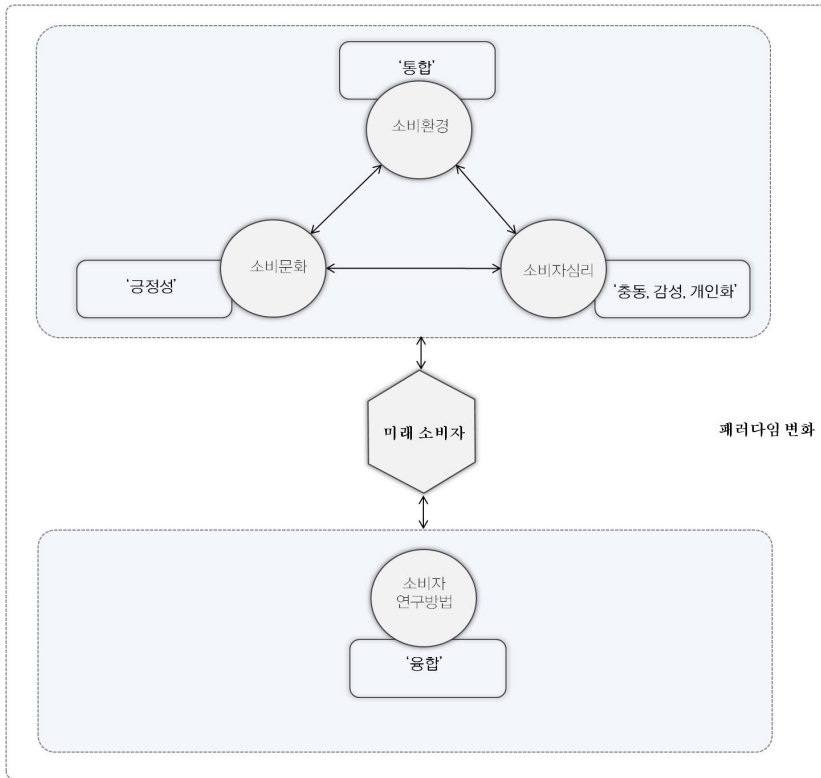 ‘통합’
소비환경
소비문화
소비자심리
‘긍정성’
‘충동, 감성, 개인화’
미래 소비자
패러다임 변화
소비자
연구방법
‘융합’